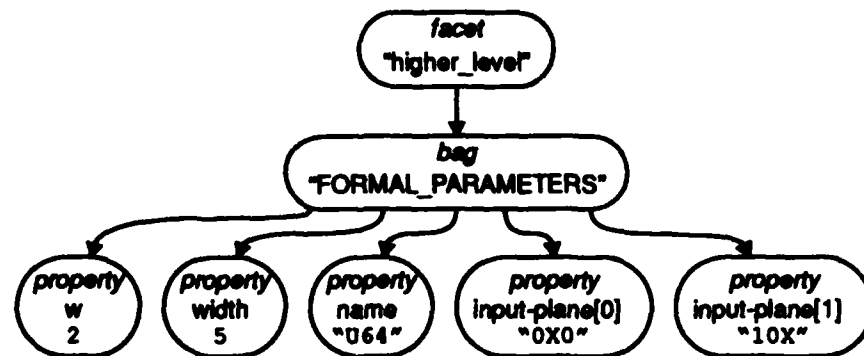 facet
"higher_level"
bag
"FORMAL_PARAMETERS"
property property property property property
w width name input-plane[0] input-plane[1]
2 5 "U64" "0X0" "10X"